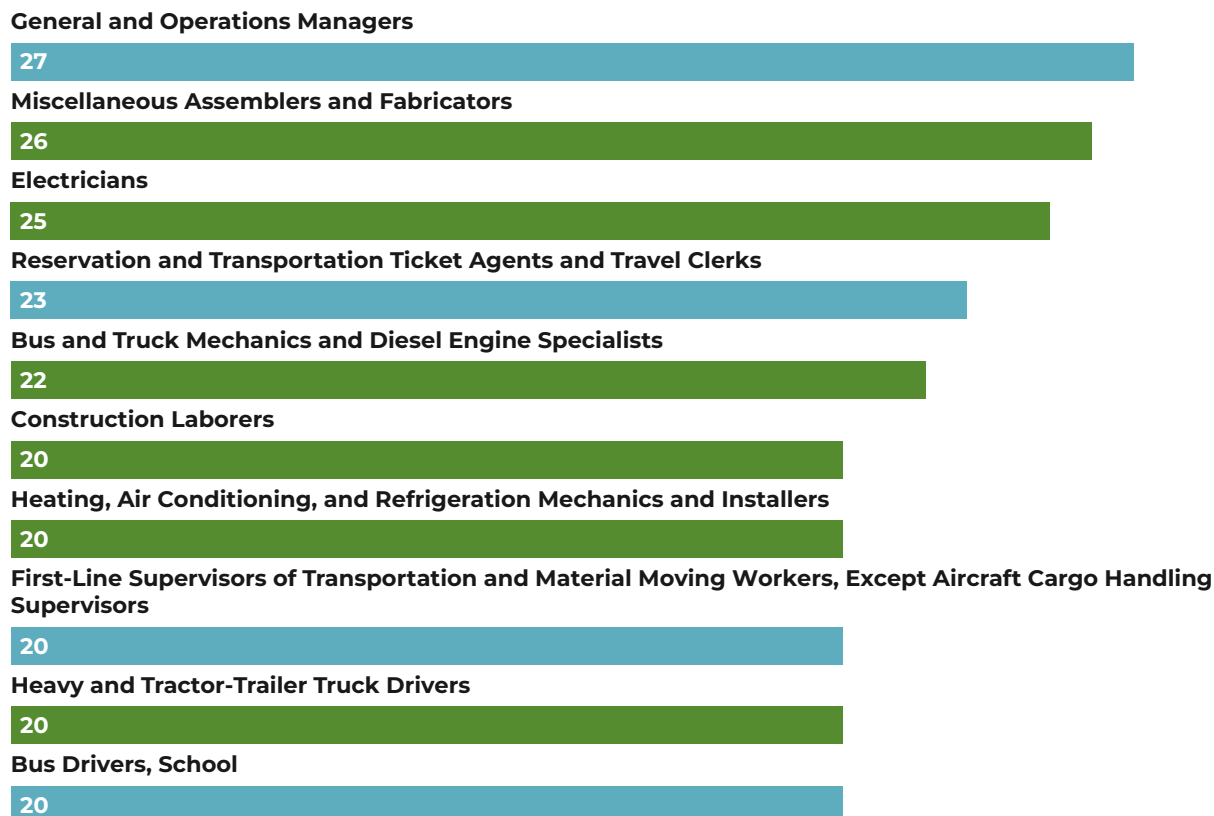 General and Operations Managers
27
Miscellaneous Assemblers and Fabricators
26
Electricians
25
Reservation and Transportation Ticket Agents and Travel Clerks
23
Bus and Truck Mechanics and Diesel Engine Specialists
22
Construction Laborers
20
Heating, Air Conditioning, and Refrigeration Mechanics and Installers
20
First-Line Supervisors of Transportation and Material Moving Workers, Except Aircraft Cargo Handling
Supervisors
20
Heavy and Tractor-Trailer Truck Drivers
20
Bus Drivers, School
20